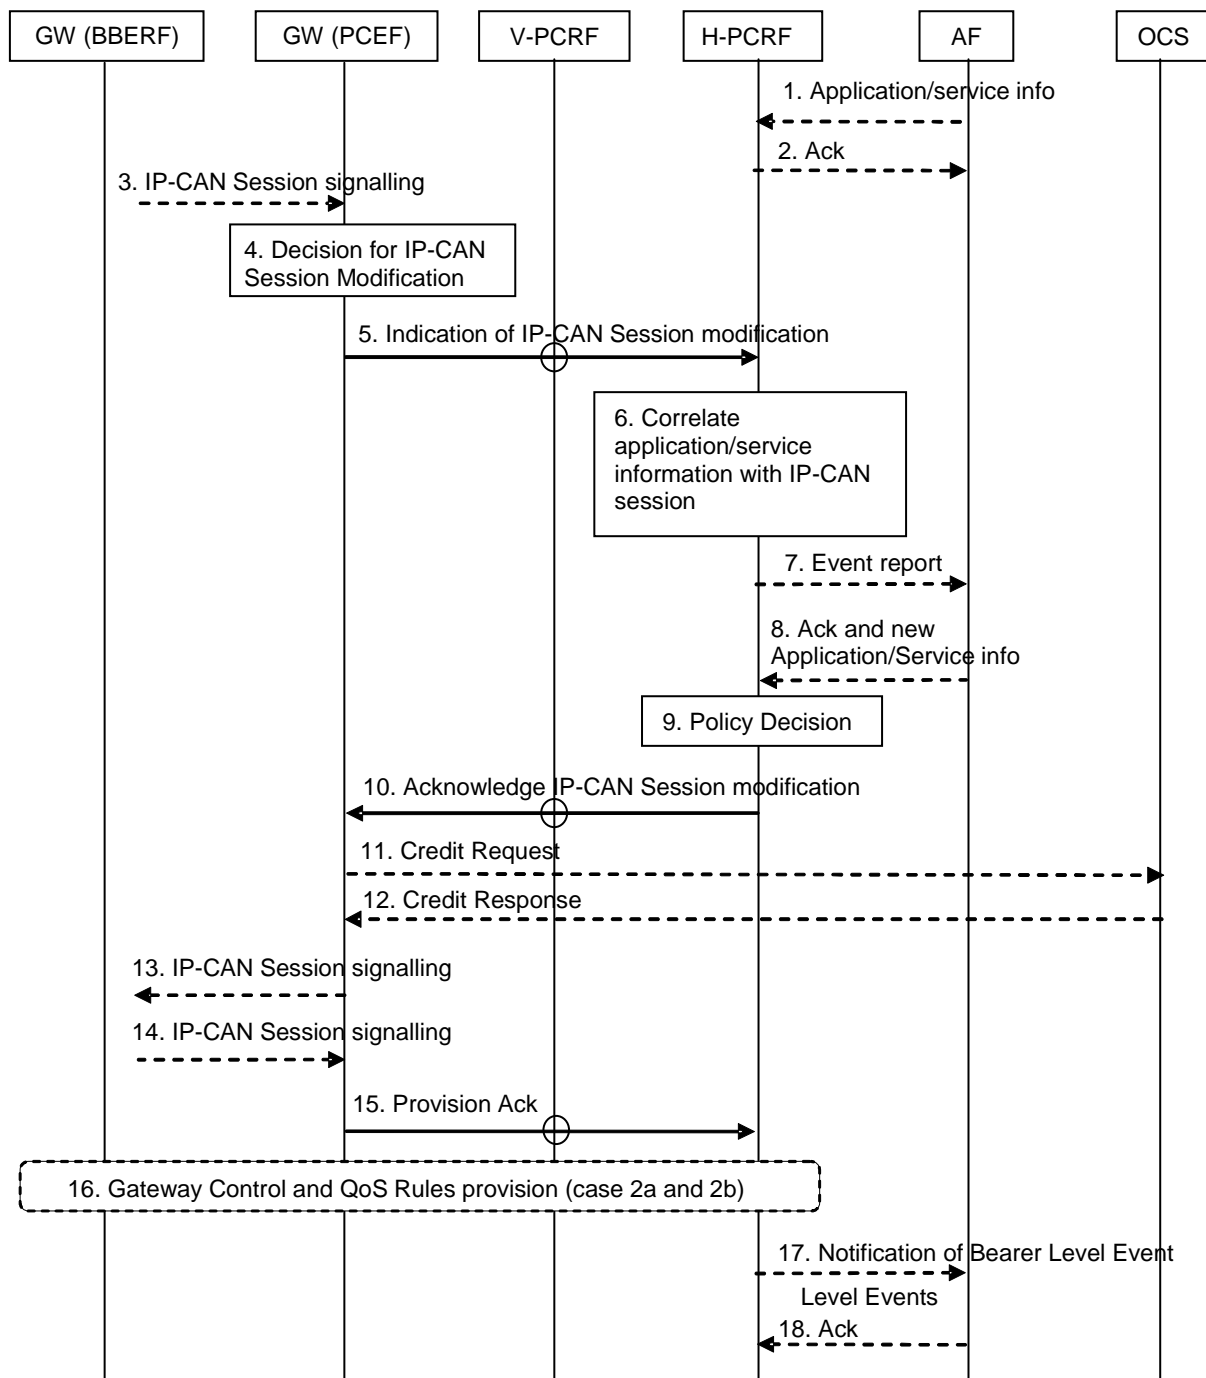 GW (BBERF)
GW (PCEF)
V-PCRF
H-PCRF
AF
OCS
1. Application/service info
2. Ack
3. IP-CAN Session signalling
4. Decision for IP-CAN
Session Modification
5. Indication of IP-CAN Session modification
6. Correlate
application/service
information with IP-CAN
session
7. Event report
8. Ack and new
Application/Service info
9. Policy Decision
10. Acknowledge IP-CAN Session modification
11. Credit Request
12. Credit Response
13. IP-CAN Session signalling
14. IP-CAN Session signalling
15. Provision Ack
16. Gateway Control and QoS Rules provision (case 2a and 2b)
17. Notification of Bearer Level Event
Level Events
18. Ack